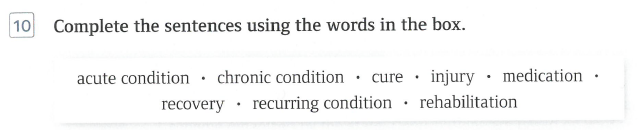 10 Complete the sentences using the words in the box.
acute condition · chronic condition · cure · injury · medication ·
recovery · recurring condition · rehabilitation